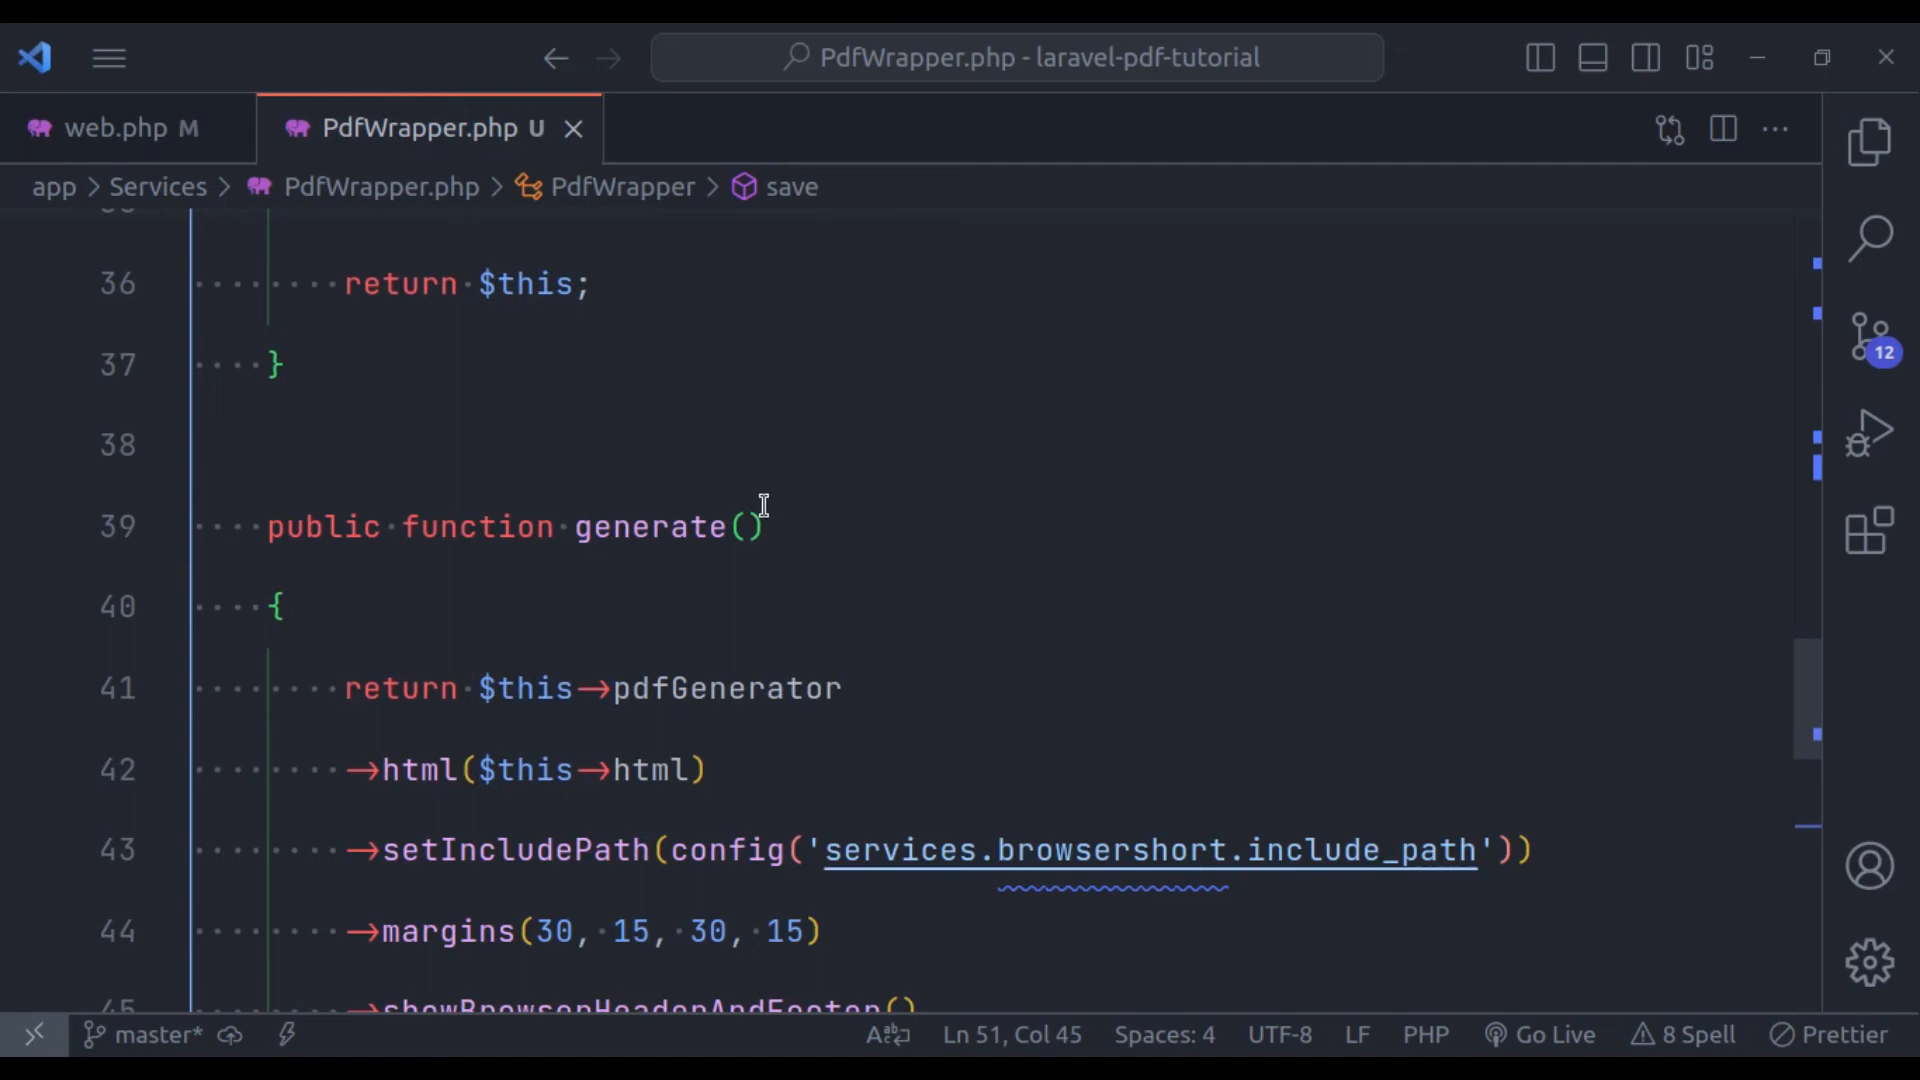 PdfWrapper.php - laravel-pdf-tutorial
web.php M
PdfWrapper.php U
app > Services > PdfWrapper.php > PdfWrapper > save
36 return $this;
37 }
38
39 public function generate()
40 {
41 return $this->pdfGenerator
42 ->html($this->html)
43 ->setIncludePath(config('services.browsershort.include_path'))
44 ->margins(30, 15, 30, 15)
45 ->showBrowserHeaderAndFooter()
12
master*
Ln 51, Col 45
Spaces: 4
UTF-8
LF
PHP
Go Live
8 Spell
Prettier